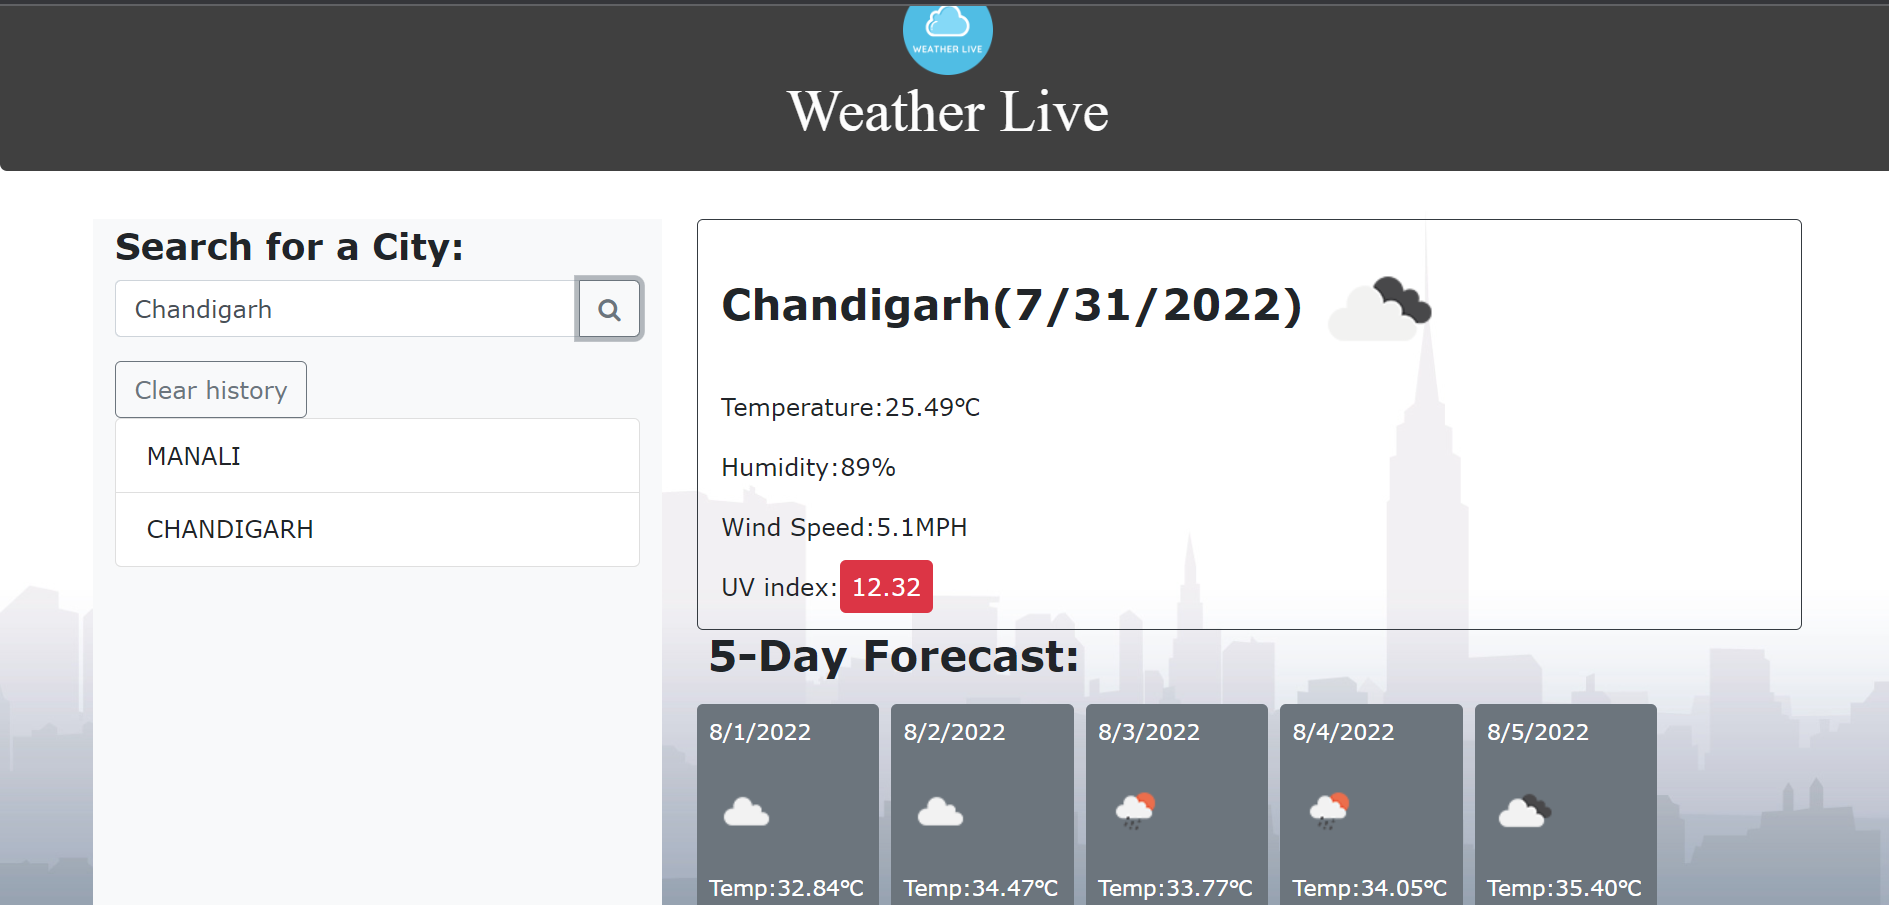 WEATHER LIVE
Weather Live
Search for a City:
Chandigarh
Clear history
MANALI
CHANDIGARH
Chandigarh(7/31/2022)
Temperature:25.49℃
Humidity:89%
Wind Speed:5.1MPH
UV index:12.32
5-Day Forecast:
8/1/2022
8/2/2022
8/3/2022
8/4/2022
8/5/2022
Temp:32.84℃
Temp:34.47℃
Temp:33.77℃
Temp:34.05℃
Temp:35.40℃